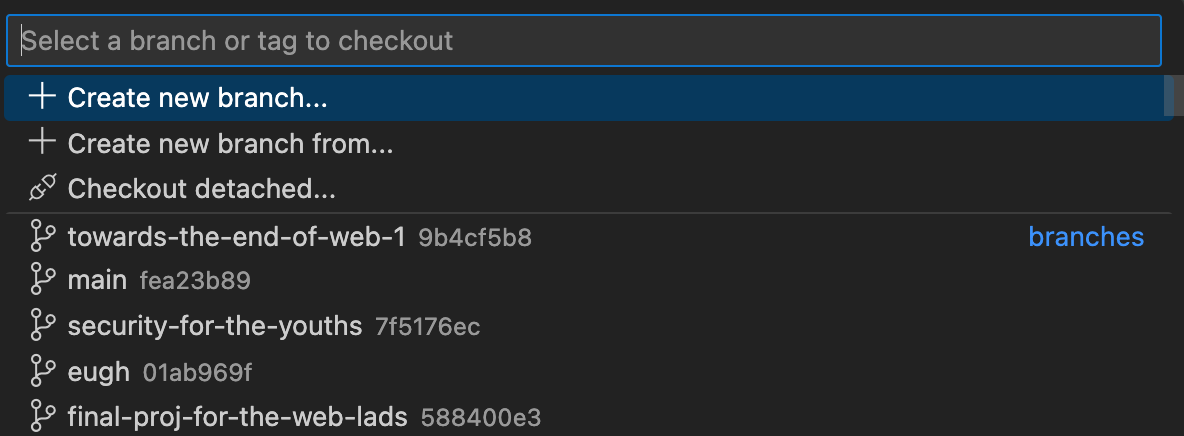 Select a branch or tag to checkout
Create new branch...
Create new branch from...
Checkout detached...
towards-the-end-of-web-1 9b4cf5b8 branches
main fea23b89
security-for-the-youths 7f5176ec
eugh 01ab969f
final-proj-for-the-web-lads 588400e3